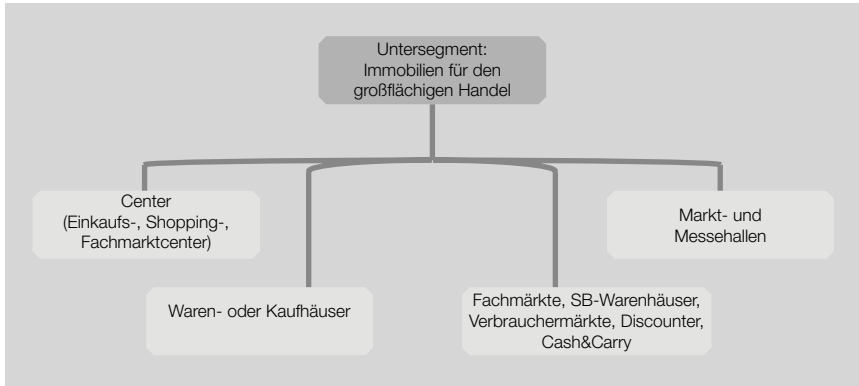 Untersegment:
Immobilien für den
großflächigen Handel
Center
(Einkaufs-, Shopping-,
Fachmarktcenter)
Markt- und
Messehallen
Waren- oder Kaufhäuser
Fachmärkte, SB-Warenhäuser,
Verbrauchermärkte, Discounter,
Cash&Carry